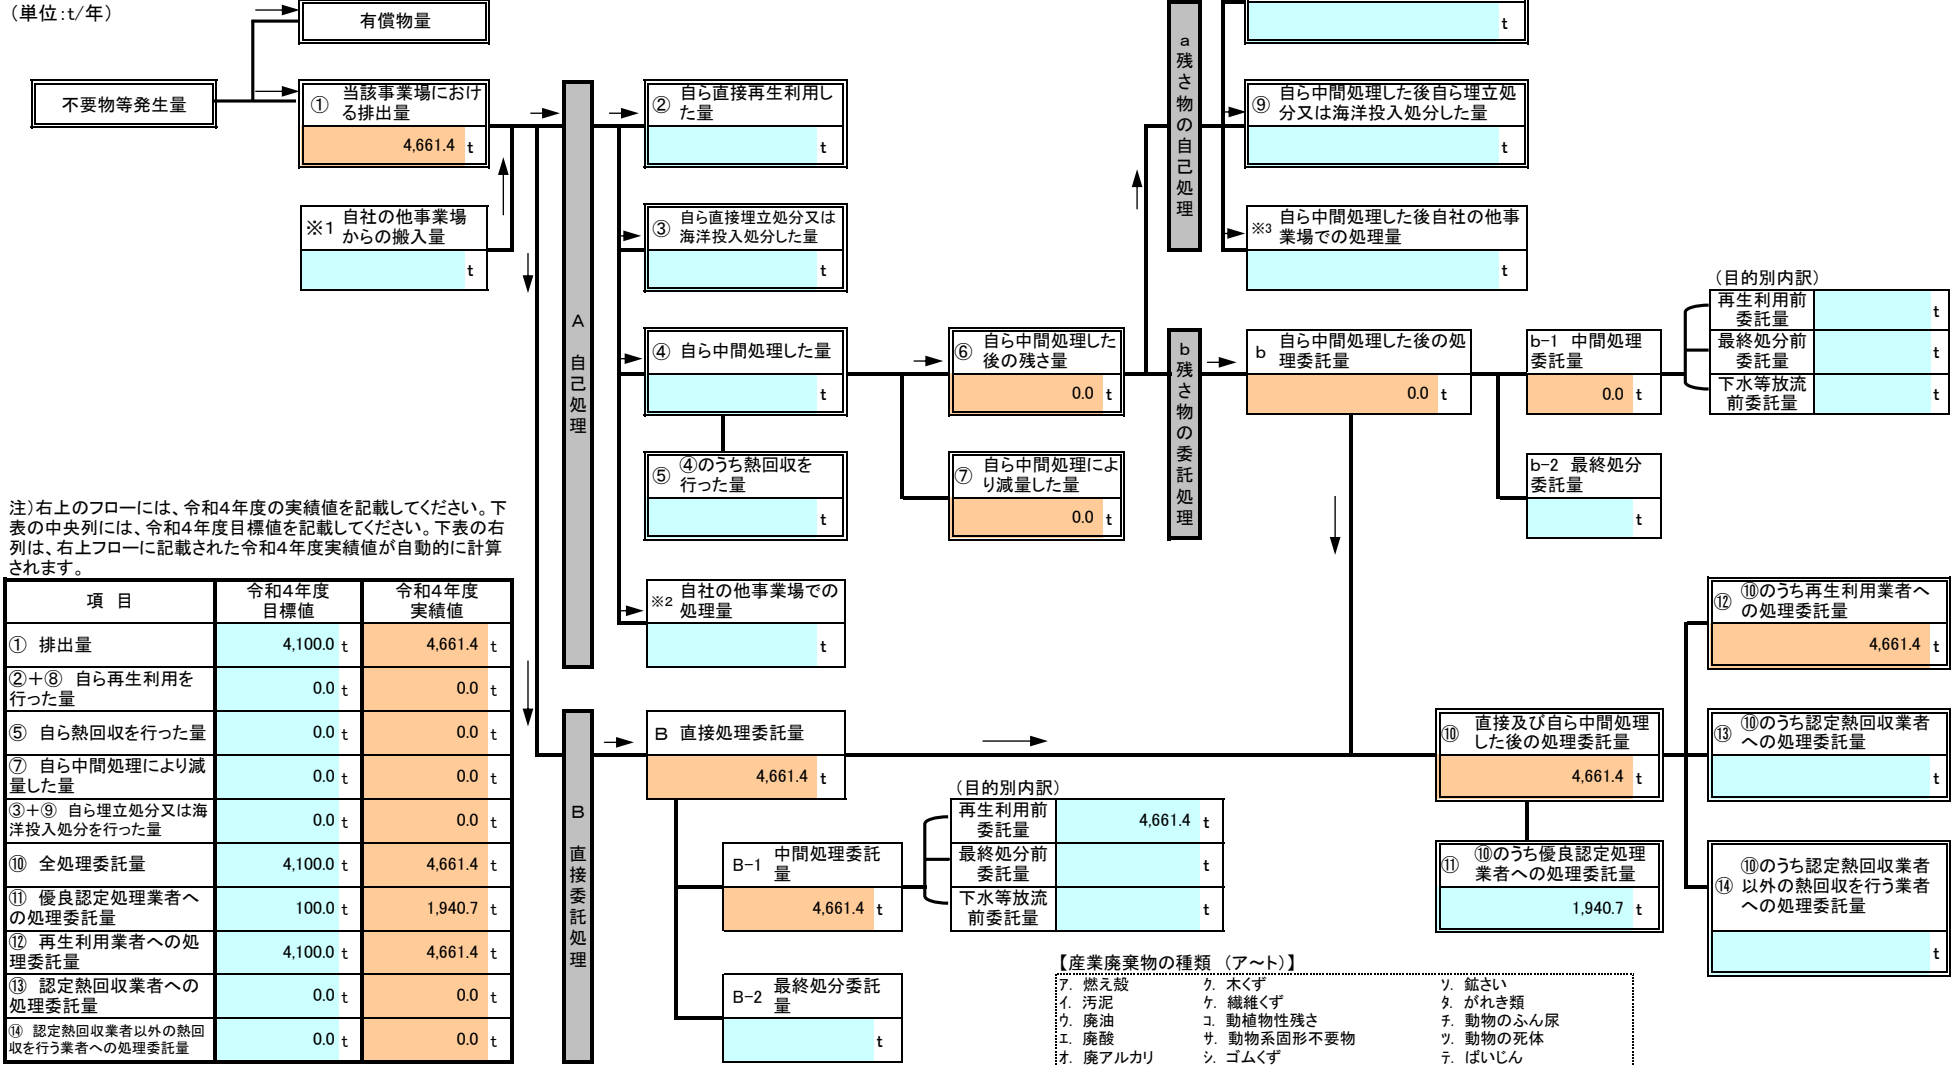 （単位：t/年）
有償物量
不要物等発生量
① 当該事業場におけ
る排出量
4,661.4 t
※1 自社の他事業場
からの搬入量
t
A 自己処理
② 自ら直接再生利用し
た量
t
③ 自ら直接埋立処分又は
海洋投入処分した量
t
④ 自ら中間処理した量
t
⑤ ④のうち熱回収を
行った量
t
※2 自社の他事業場での
処理量
t
⑥ 自ら中間処理した
後の残さ量
0.0 t
⑦ 自ら中間処理によ
り減量した量
0.0 t
a 残さ物の自己処理
t
⑨ 自ら中間処理した後自ら埋立処
分又は海洋投入処分した量
t
※3 自ら中間処理した後自社の他事
業場での処理量
t
b 残さ物の委託処理
b 自ら中間処理した後の処
理委託量
0.0 t
b-1 中間処理
委託量
0.0 t
b-2 最終処分
委託量
t
（目的別内訳）
再生利用前
委託量
t
最終処分前
委託量
t
下水等放流
前委託量
t
注）右上のフローには、令和4年度の実績値を記載してください。下
表の中央列には、令和4年度目標値を記載してください。下表の右
列は、右上フローに記載された令和4年度実績値が自動的に計算
されます。
項 目 令和4年度 目標値 令和4年度 実績値
① 排出量 4,100.0 t 4,661.4 t
②＋⑧ 自ら再生利用を
行った量 0.0 t 0.0 t
⑤ 自ら熱回収を行った量 0.0 t 0.0 t
⑦ 自ら中間処理により減
量した量 0.0 t 0.0 t
③＋⑨ 自ら埋立処分又は海
洋投入処分を行った量 0.0 t 0.0 t
⑩ 全処理委託量 4,100.0 t 4,661.4 t
⑪ 優良認定処理業者へ
の処理委託量 100.0 t 1,940.7 t
⑫ 再生利用業者への処
理委託量 4,100.0 t 4,661.4 t
⑬ 認定熱回収業者への
処理委託量 0.0 t 0.0 t
⑭ 認定熱回収業者以外の熱回
収を行う業者への処理委託量 0.0 t 0.0 t
B 直接委託処理
B 直接処理委託量
4,661.4 t
B-1 中間処理委託
量
4,661.4 t
B-2 最終処分委託
量
t
（目的別内訳）
再生利用前
委託量
4,661.4 t
最終処分前
委託量
t
下水等放流
前委託量
t
⑩ 直接及び自ら中間処理
した後の処理委託量
4,661.4 t
⑪ ⑩のうち優良認定処理
業者への処理委託量
1,940.7 t
⑫ ⑩のうち再生利用業者へ
の処理委託量
4,661.4 t
⑬ ⑩のうち認定熱回収業者
への処理委託量
t
⑭ ⑩のうち認定熱回収業者
以外の熱回収を行う業者
への処理委託量
t
【産業廃棄物の種類 （ア～ト）】
ア. 燃え殻 ク. 木くず ソ. 鉱さい
イ. 汚泥 ケ. 繊維くず タ. がれき類
ウ. 廃油 コ. 動植物性残さ チ. 動物のふん尿
エ. 廃酸 サ. 動物系固形不要物 ツ. 動物の死体
オ. 廃アルカリ シ. ゴムくず テ. ばいじん